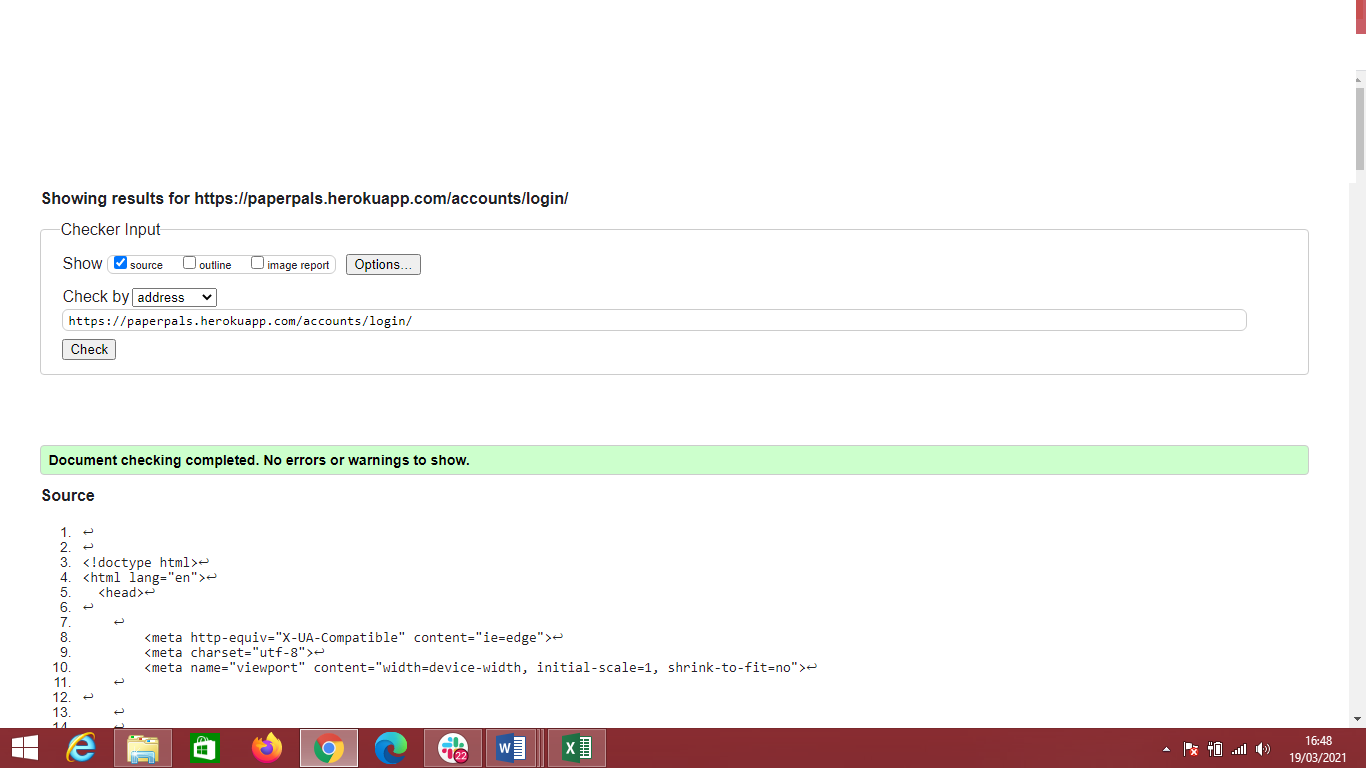 Showing results for https://paperpals.herokuapp.com/accounts/login/
Checker Input
Show source outline image report Options...
Check by address
https://paperpals.herokuapp.com/accounts/login/
Check
Document checking completed. No errors or warnings to show.
Source
1. ↩
2. ↩
3. <!doctype html>↩
4. <html lang="en">↩
5. <head>↩
6. ↩
7. ↩
8. <meta http-equiv="X-UA-Compatible" content="ie=edge">↩
9. <meta charset="utf-8">↩
10. <meta name="viewport" content="width=device-width, initial-scale=1, shrink-to-fit=no">↩
11. ↩
12. ↩
13. ↩
14. ↩
22
16:48
19/03/2021